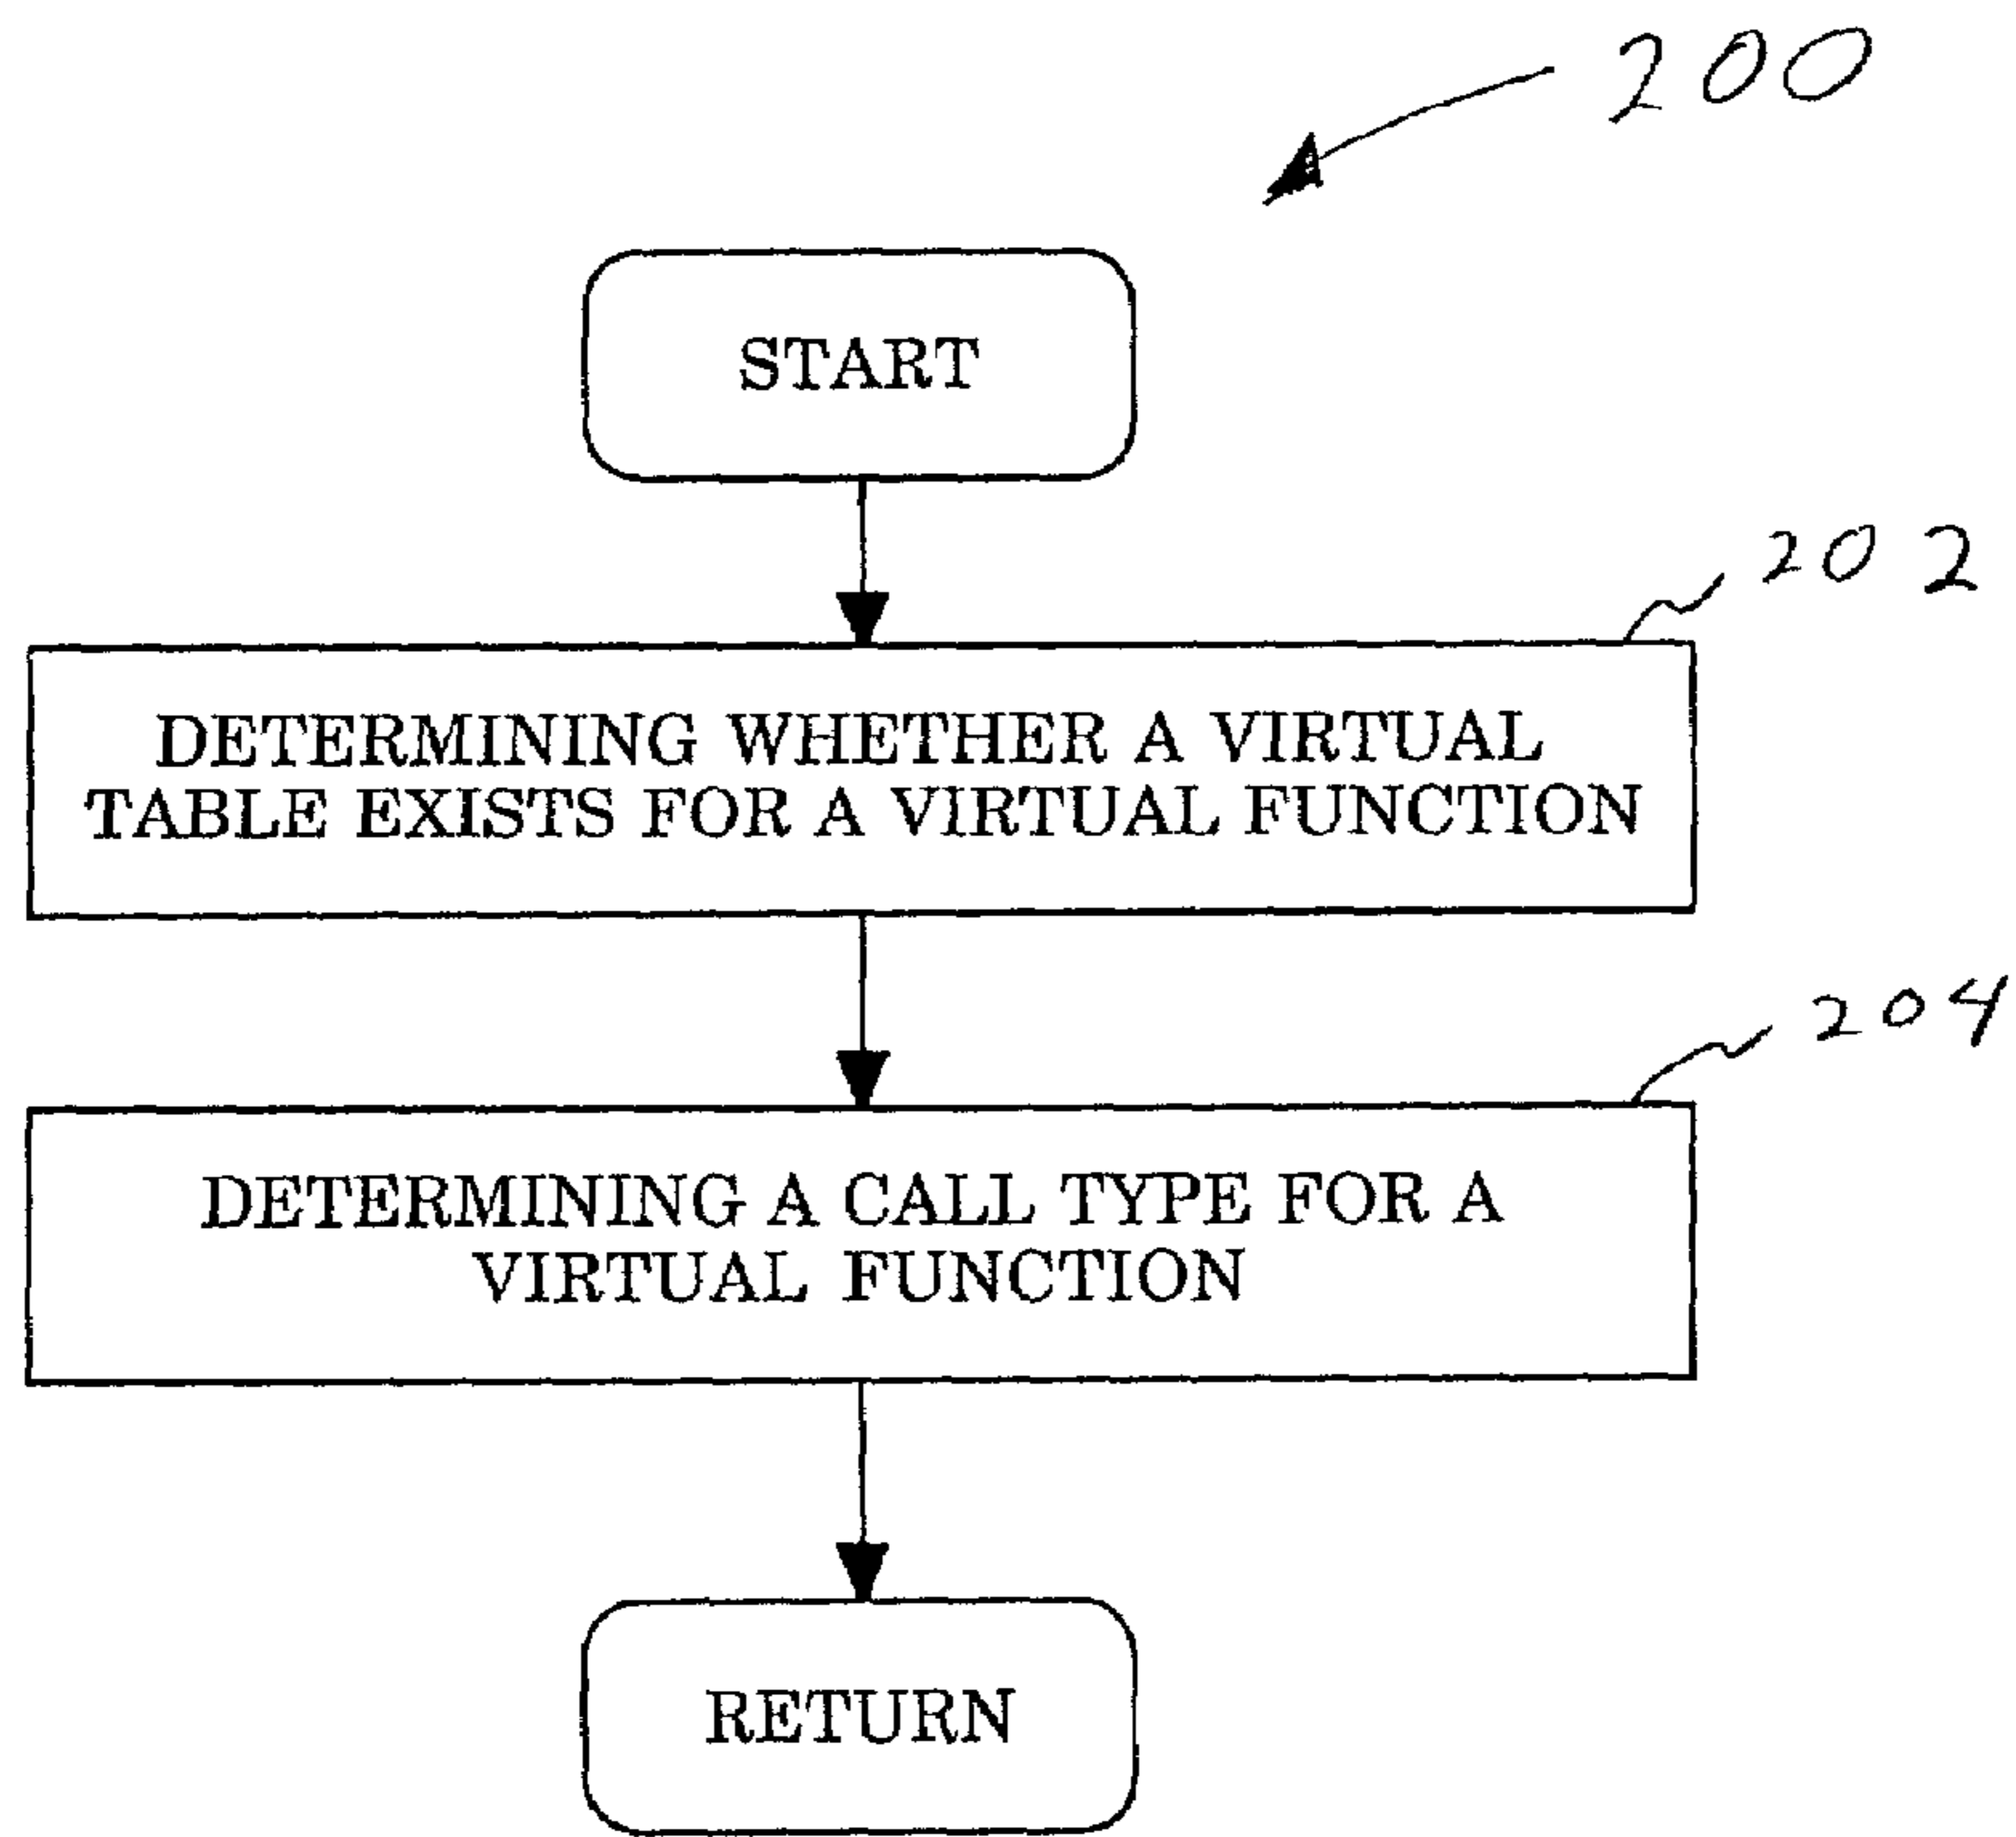 200
START
202
DETERMINING WHETHER A VIRTUAL
TABLE EXISTS FOR A VIRTUAL FUNCTION
204
DETERMINING A CALL TYPE FOR A
VIRTUAL FUNCTION
RETURN